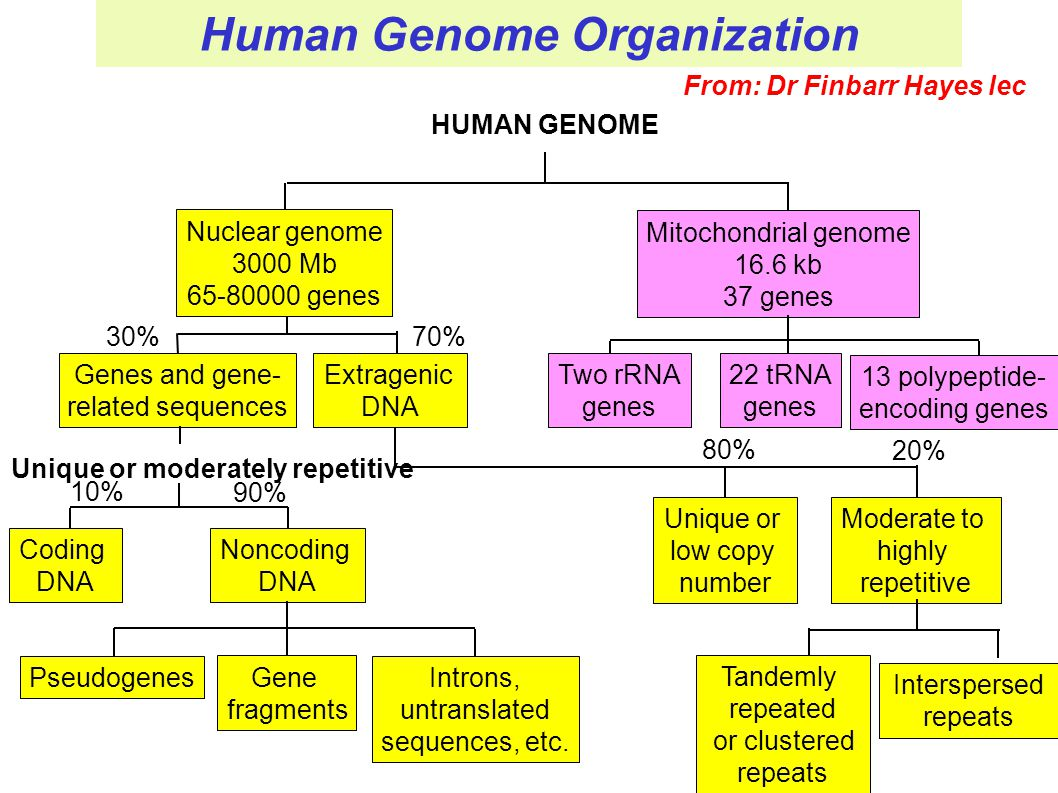 Human Genome Organization
From: Dr Finbarr Hayes lec
HUMAN GENOME
Nuclear genome
3000 Mb
65-80000 genes
Mitochondrial genome
16.6 kb
37 genes
30%
70%
Genes and gene-
related sequences
Extragenic
DNA
Two rRNA
genes
22 tRNA
genes
13 polypeptide-
encoding genes
Unique or moderately repetitive
80%
20%
10%
90%
Coding
DNA
Noncoding
DNA
Unique or
low copy
number
Moderate to
highly
repetitive
Pseudogenes
Gene
fragments
Introns,
untranslated
sequences, etc.
Tandemly
repeated
or clustered
repeats
Interspersed
repeats